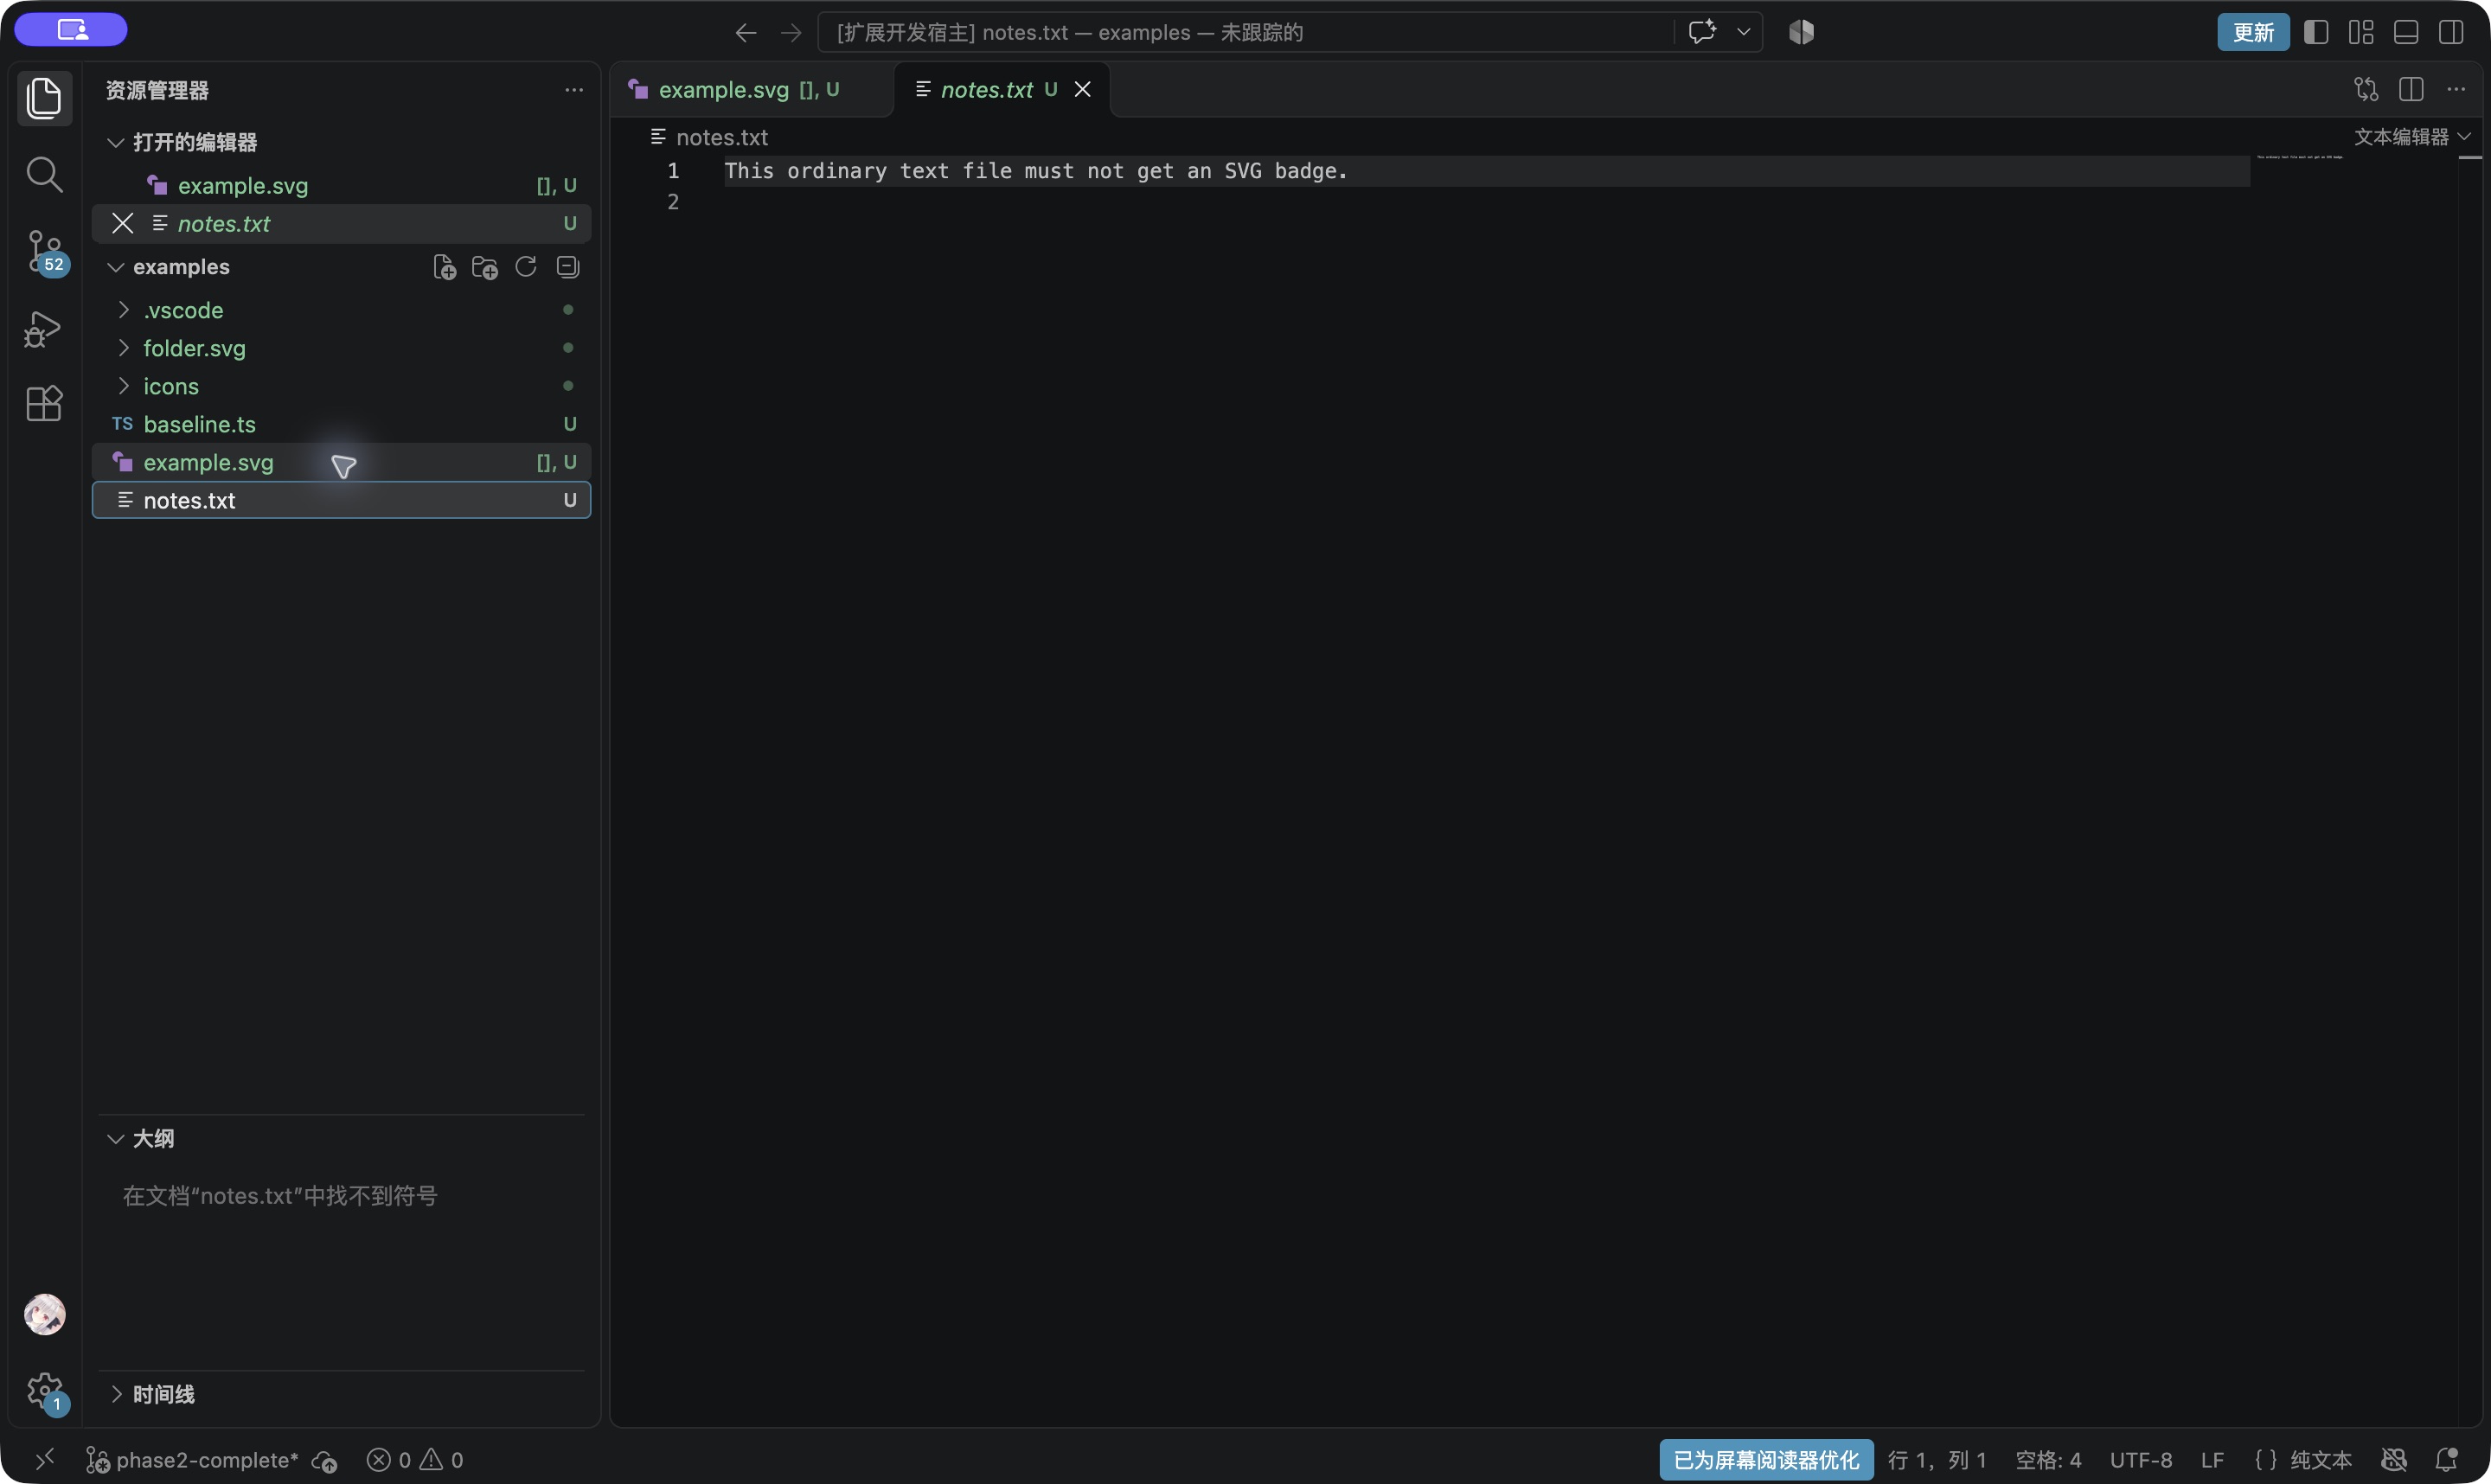 [扩展开发宿主] notes.txt — examples — 未跟踪的
更新
资源管理器
打开的编辑器
example.svg [], U
notes.txt U
examples
.vscode
folder.svg
icons
TS baseline.ts U
example.svg [], U
notes.txt U
大纲
在文档“notes.txt”中找不到符号
时间线
52
1
example.svg [], U
notes.txt U
notes.txt
文本编辑器
1 This ordinary text file must not get an SVG badge.
2
phase2-complete* 0 0
已为屏幕阅读器优化 行 1，列 1 空格: 4 UTF-8 LF { } 纯文本